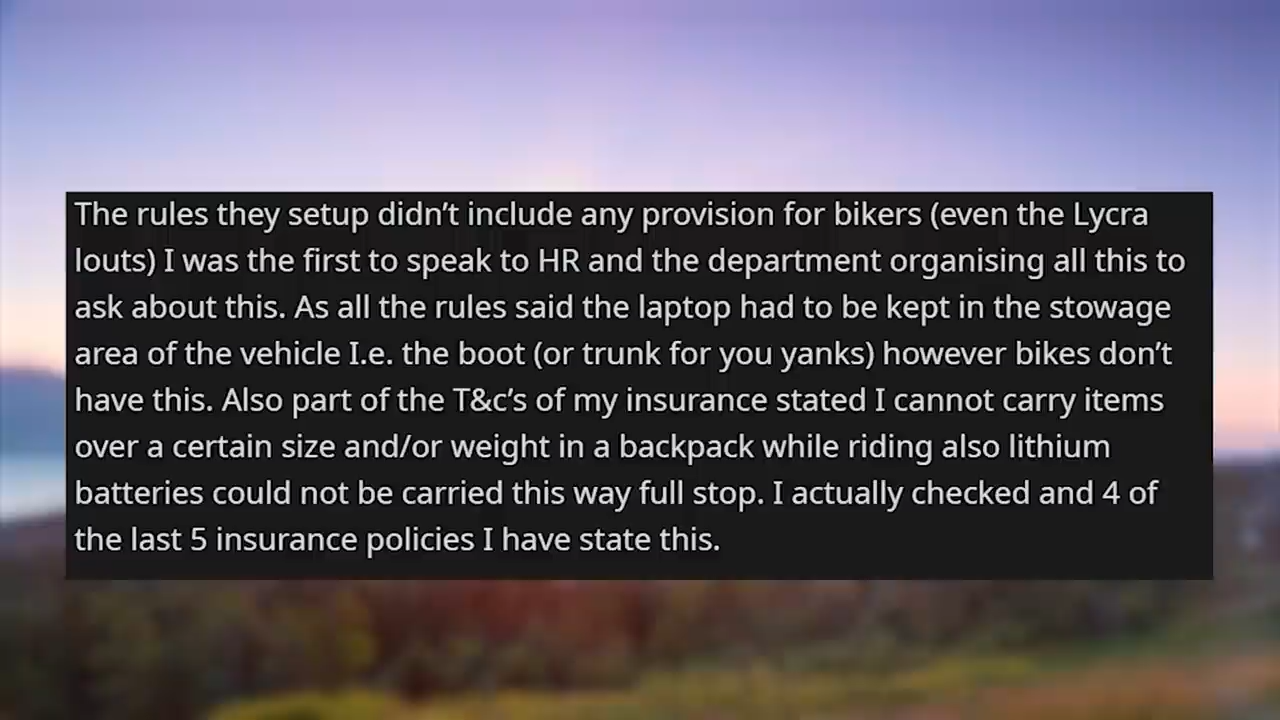 The rules they setup didn’t include any provision for bikers (even the Lycra
louts) I was the first to speak to HR and the department organising all this to
ask about this. As all the rules said the laptop had to be kept in the stowage
area of the vehicle I.e. the boot (or trunk for you yanks) however bikes don’t
have this. Also part of the T&c’s of my insurance stated I cannot carry items
over a certain size and/or weight in a backpack while riding also lithium
batteries could not be carried this way full stop. I actually checked and 4 of
the last 5 insurance policies I have state this.